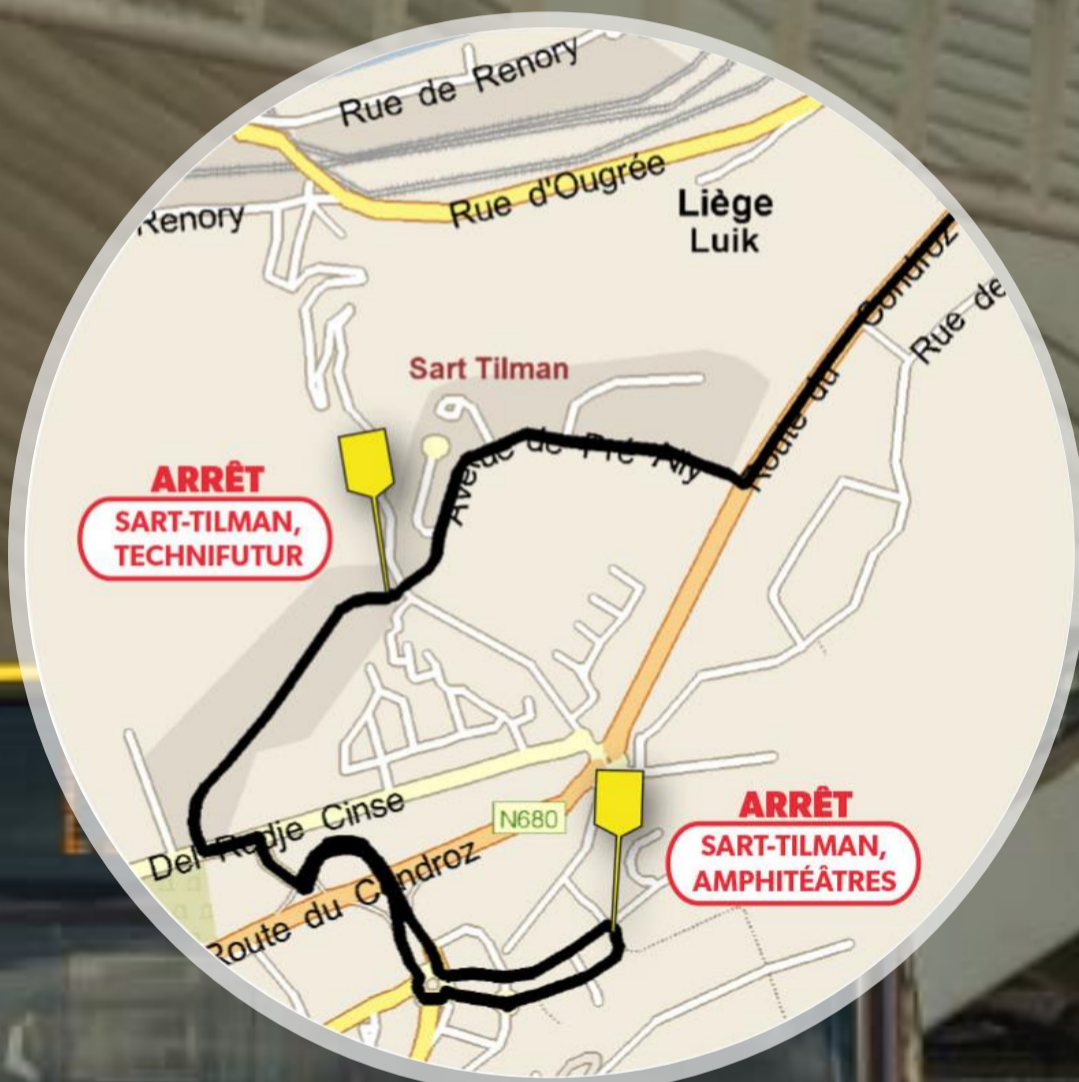 Rue de Renory
Rue d'Ougrée
Renory
Liège
Luik
Route du Condroz
Rue de
Sart Tilman
Avenue de Pré Aily
ARRÊT
SART-TILMAN,
TECHNIFUTUR
Del Rodje Cinse
N680
Route du Condroz
ARRÊT
SART-TILMAN,
AMPHITÉÂTRES